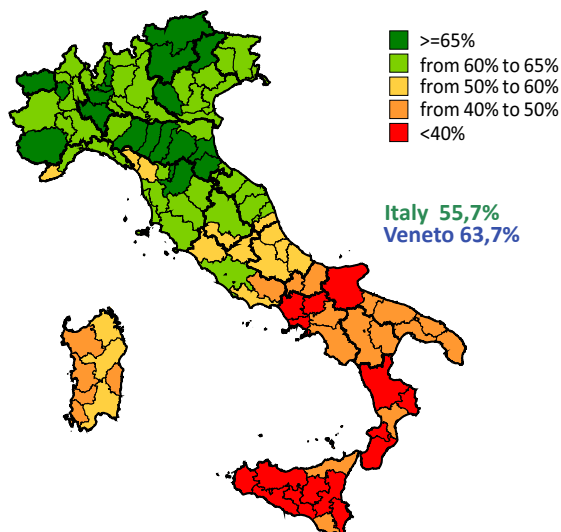 >=65%
from 60% to 65%
from 50% to 60%
from 40% to 50%
<40%
Italy 55,7%
Veneto 63,7%